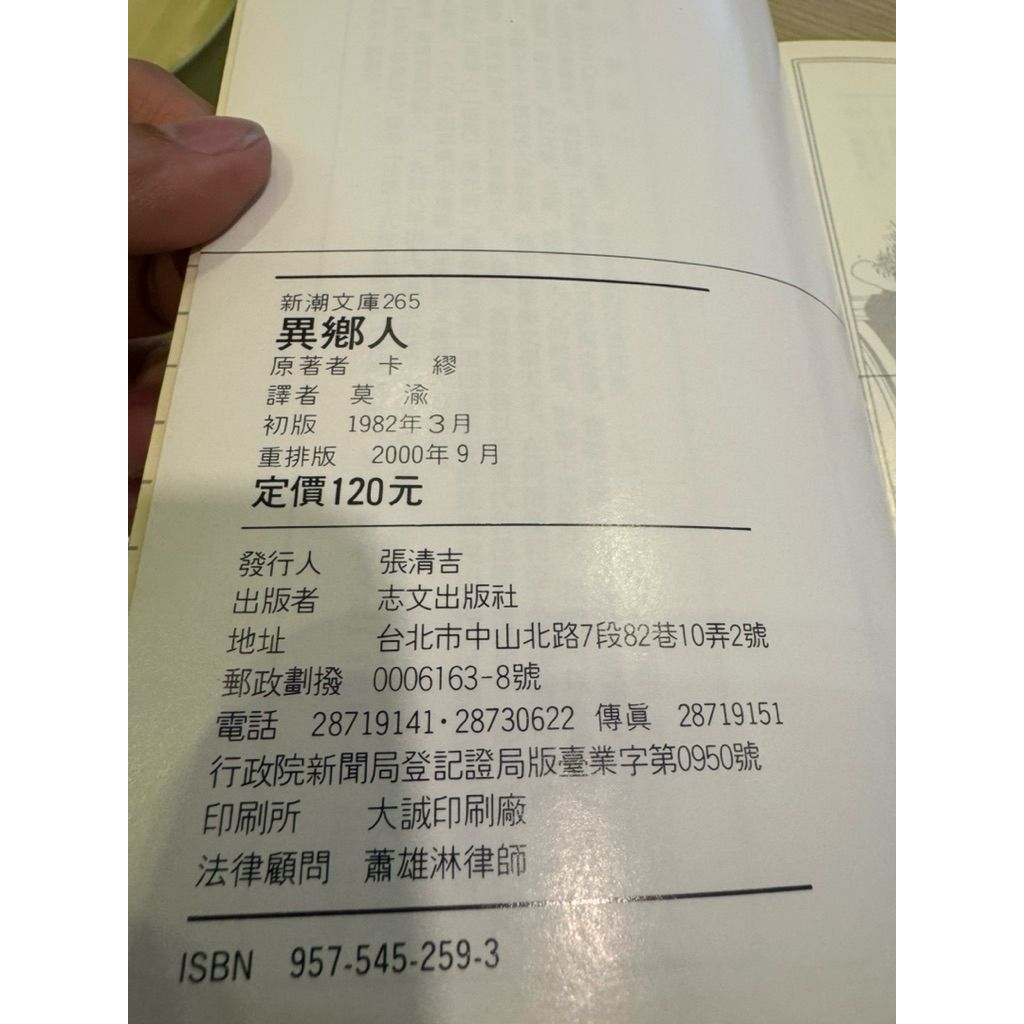 新潮文庫265
異鄉人
原著者 卡 繆
譯者 莫 渝
初版 1982年3月
重排版 2000年9月
定價120元
發行人 張清吉
出版者 志文出版社
地址 台北市中山北路7段82巷10弄2號
郵政劃撥 0006163-8號
電話 28719141·28730622 傳眞 28719151
行政院新聞局登記證局版臺業字第0950號
印刷所 大誠印刷廠
法律顧問 蕭雄淋律師
ISBN 957-545-259-3